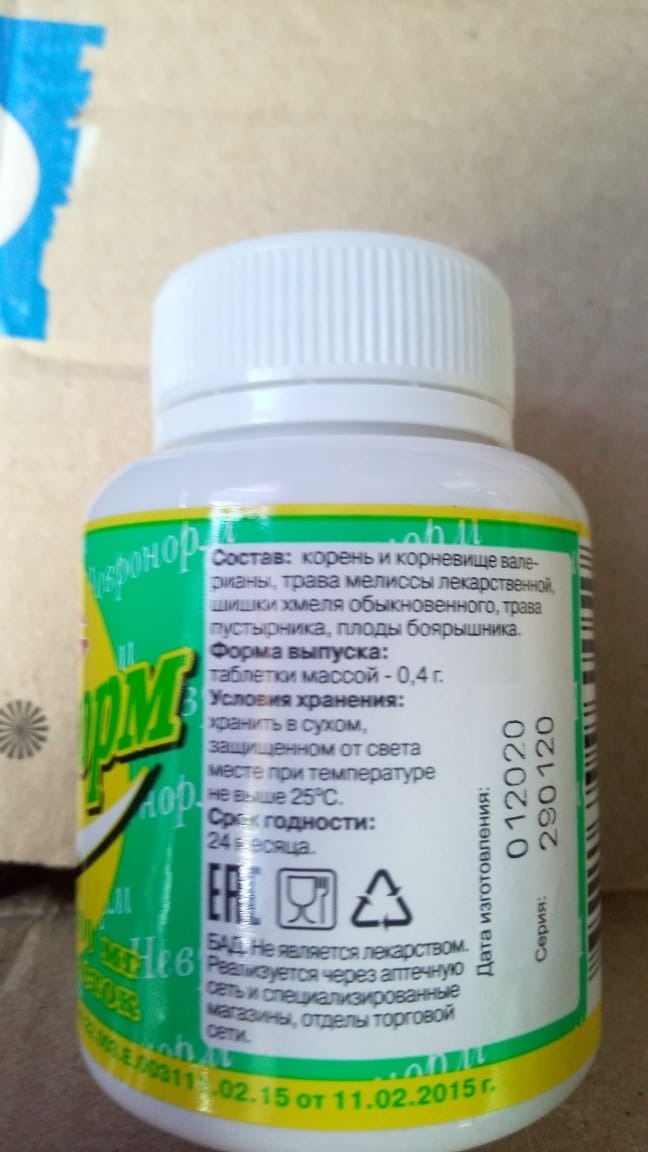 Состав: корень и корневище вале-
рианы, трава мелиссы лекарственной,
шишки хмеля обыкновенного, трава
пустырника, плоды боярышника.
Форма выпуска:
таблетки массой - 0,4 г.
Условия хранения:
хранить в сухом,
защищенном от света
месте при температуре
не выше 25°С.
Срок годности:
24 месяца.
ЕАС
БАД. Не является лекарством.
Реализуется через аптечную
сеть и специализированные
магазины, отделы торговой
сети.
Дата изготовления: 012020
Серия: 290120
орм
Невронорм
.02.15 от 11.02.2015 г.